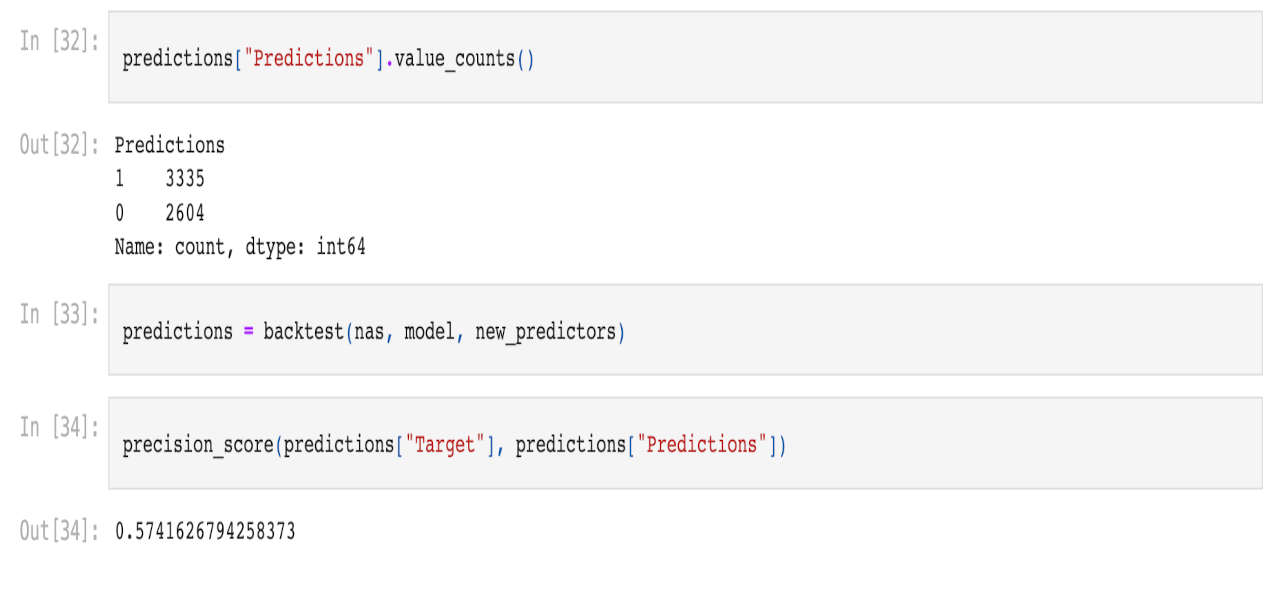 In [32]:
predictions["Predictions"].value_counts()
Out[32]:
Predictions
1    3335
0    2604
Name: count, dtype: int64
In [33]:
predictions = backtest(nas, model, new_predictors)
In [34]:
precision_score(predictions["Target"], predictions["Predictions"])
Out[34]:
0.5741626794258373